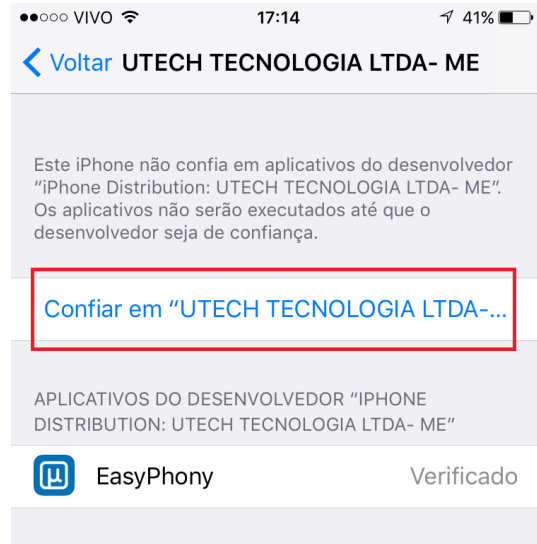 VIVO 17:14 41%
Voltar UTECH TECNOLOGIA LTDA- ME
Este iPhone não confia em aplicativos do desenvolvedor
“iPhone Distribution: UTECH TECNOLOGIA LTDA- ME”.
Os aplicativos não serão executados até que o
desenvolvedor seja de confiança.
Confiar em “UTECH TECNOLOGIA LTDA-...
APLICATIVOS DO DESENVOLVEDOR “IPHONE
DISTRIBUTION: UTECH TECNOLOGIA LTDA- ME”
µ EasyPhony Verificado